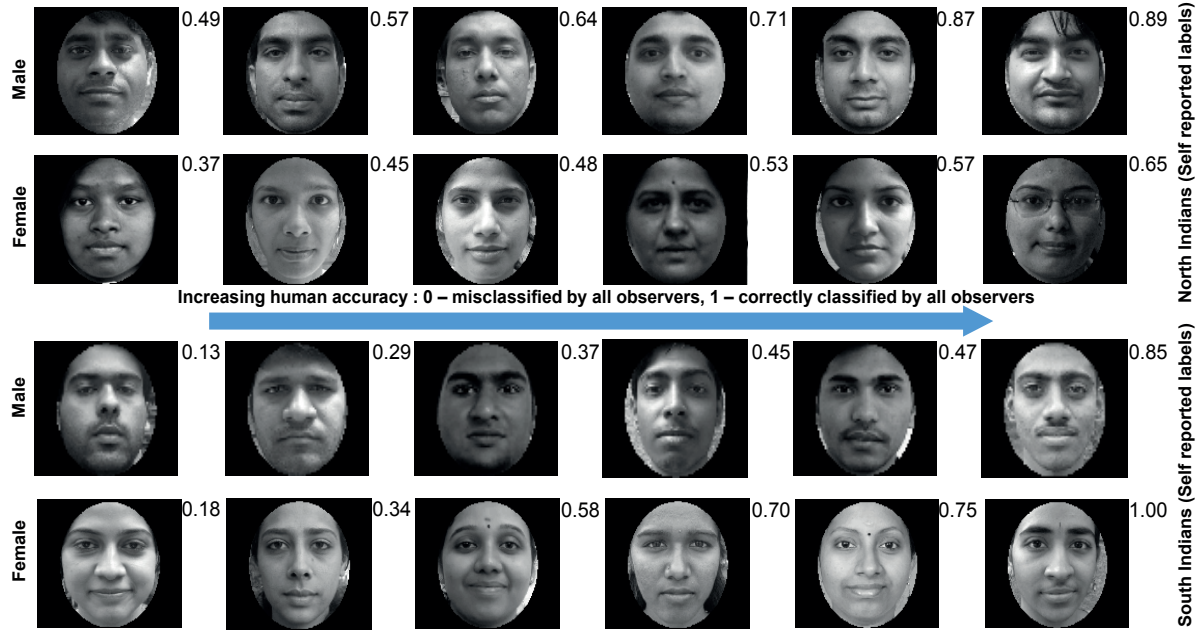 0.49 0.57 0.64 0.71 0.87 0.89
Male
North Indians (Self reported labels)
0.37 0.45 0.48 0.53 0.57 0.65
Female
Increasing human accuracy : 0 – misclassified by all observers, 1 – correctly classified by all observers
0.13 0.29 0.37 0.45 0.47 0.85
Male
South Indians (Self reported labels)
0.18 0.34 0.58 0.70 0.75 1.00
Female